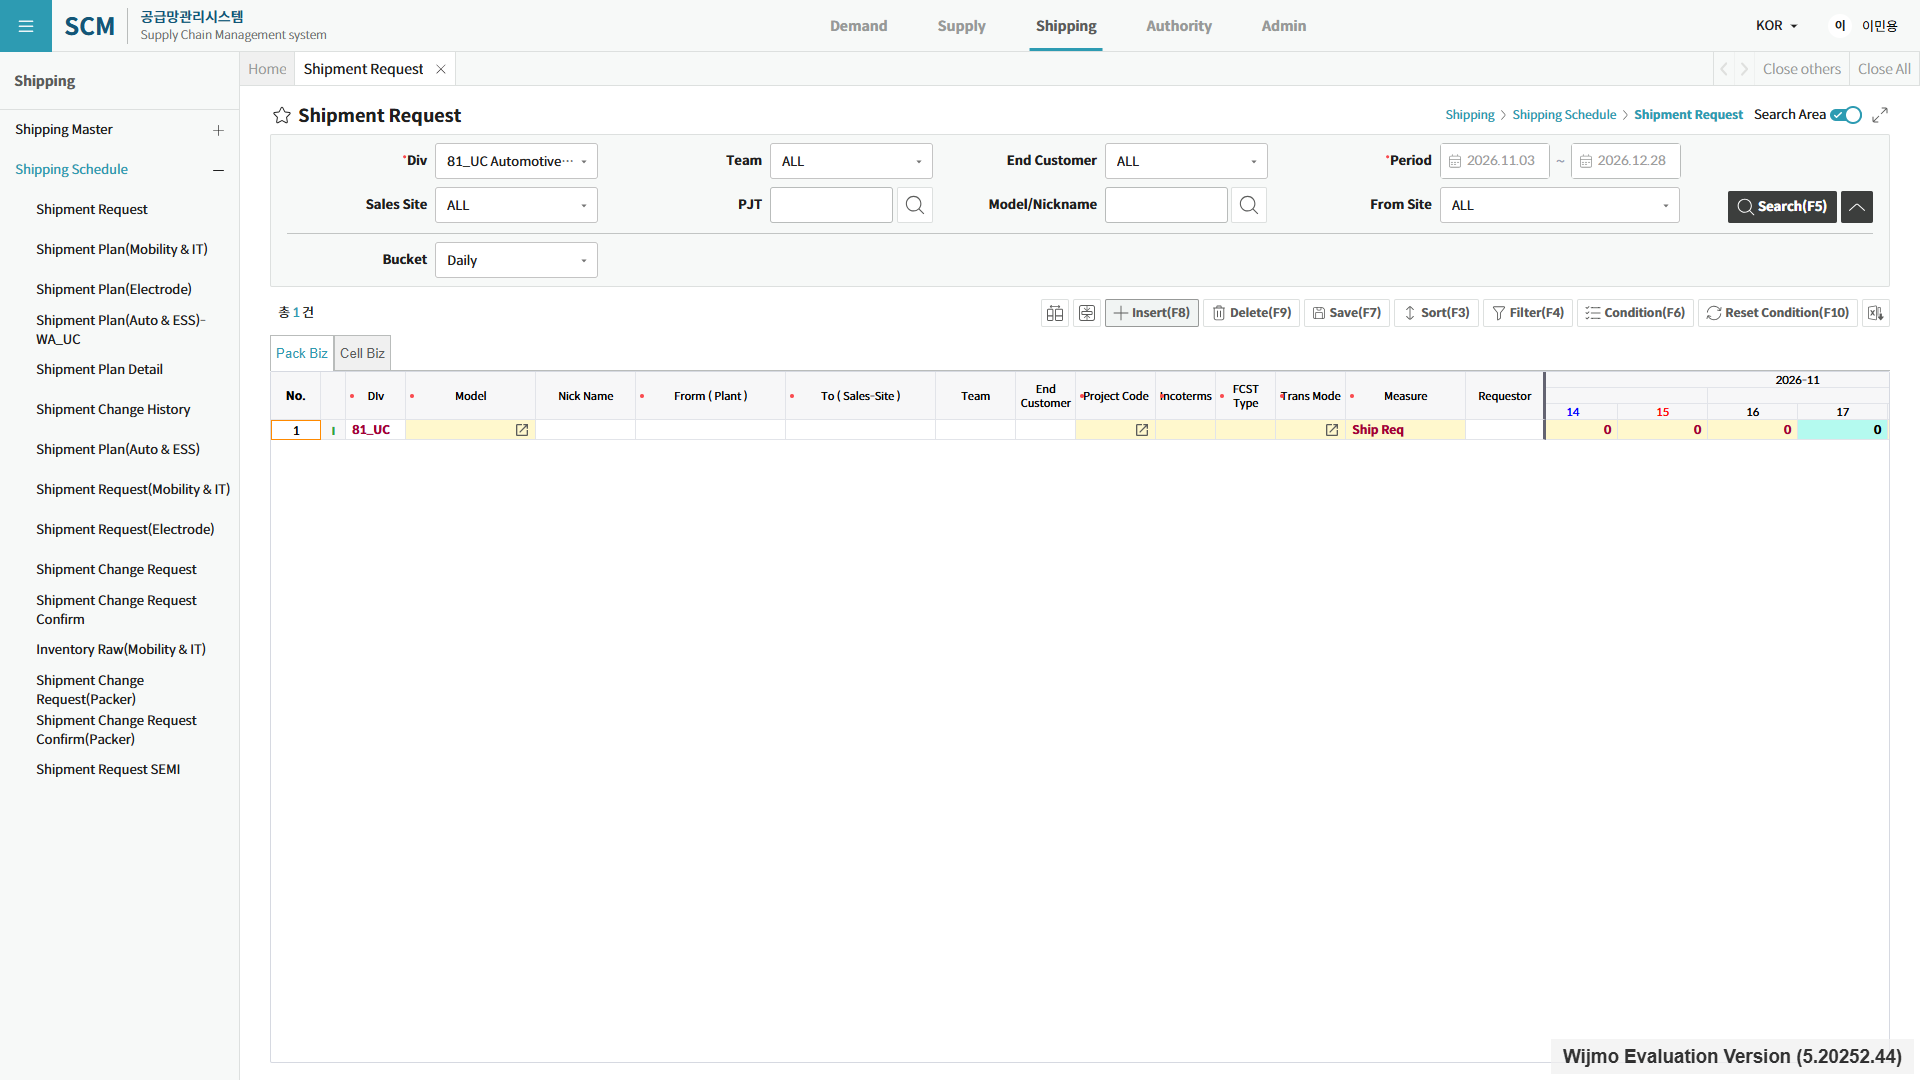 SCM
공급망관리시스템
Supply Chain Management system
Demand
Supply
Shipping
Authority
Admin
KOR
이
이민용
Shipping
Home
Shipment Request
Close others
Close All
Shipping Master
Shipping Schedule
Shipment Request
Shipment Plan(Mobility & IT)
Shipment Plan(Electrode)
Shipment Plan(Auto & ESS)-
WA_UC
Shipment Plan Detail
Shipment Change History
Shipment Plan(Auto & ESS)
Shipment Request(Mobility & IT)
Shipment Request(Electrode)
Shipment Change Request
Shipment Change Request
Confirm
Inventory Raw(Mobility & IT)
Shipment Change
Request(Packer)
Shipment Change Request
Confirm(Packer)
Shipment Request SEMI
Shipment Request
Shipping > Shipping Schedule > Shipment Request
Search Area
*Div 81_UC Automotive···
Team ALL
End Customer ALL
*Period 2026.11.03 ~ 2026.12.28
Sales Site ALL
PJT
Model/Nickname
From Site ALL
Search(F5)
Bucket Daily
총 1 건
Insert(F8)
Delete(F9)
Save(F7)
Sort(F3)
Filter(F4)
Condition(F6)
Reset Condition(F10)
Pack Biz
Cell Biz
No.
Div
Model
Nick Name
Frorm ( Plant )
To ( Sales-Site )
Team
End
Customer
Project Code
Incoterms
FCST
Type
Trans Mode
Measure
Requestor
2026-11
14 15 16 17
1 I 81_UC Ship Req 0 0 0 0
Wijmo Evaluation Version (5.20252.44)